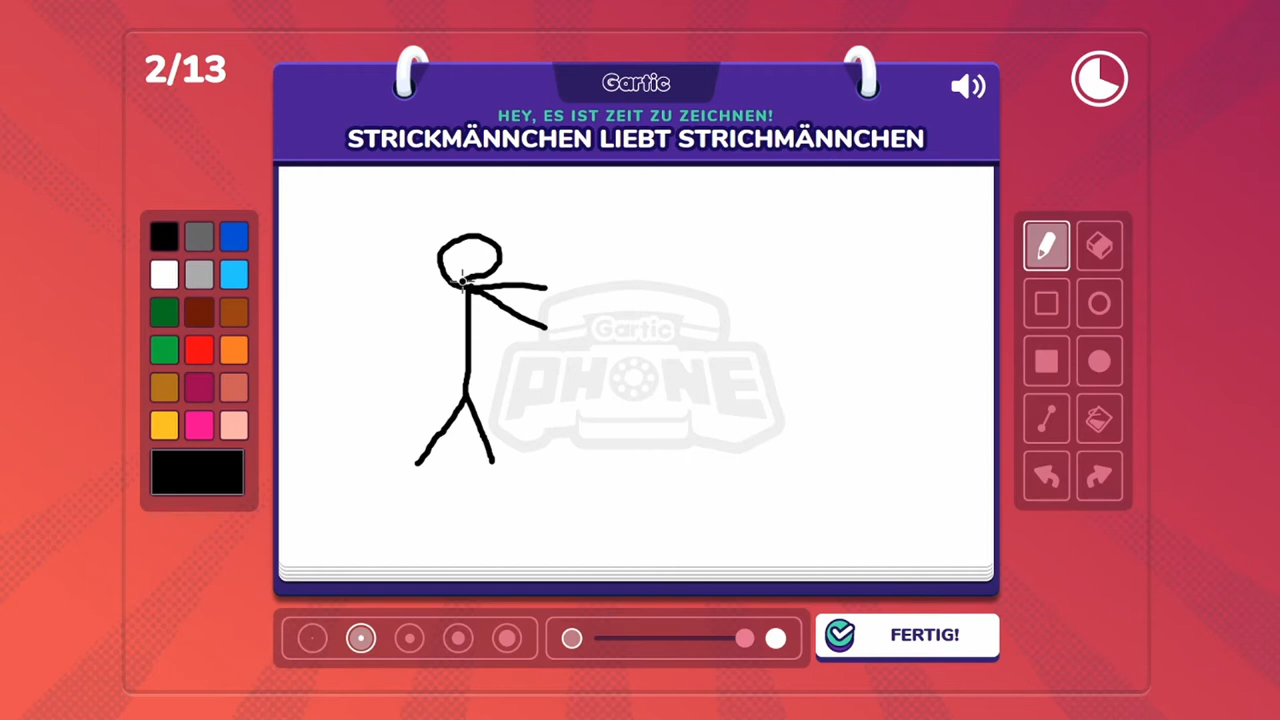 2/13
Gartic
HEY, ES IST ZEIT ZU ZEICHNEN!
STRICKMÄNNCHEN LIEBT STRICHMÄNNCHEN
Gartic
PHONE
FERTIG!